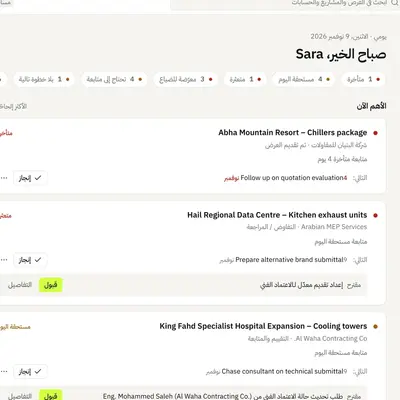 ابحث في الفرص والمشاريع والحسابات
يومي · الاثنين، 9 نوفمبر 2026
صباح الخير، Sara
متأخرة 1
مستحقة اليوم 4
متعثرة 1
معرّضة للضياع 3
تحتاج إلى متابعة 4
بلا خطوة تالية 1
الأهم الآن
الأكثر إلحاحًا
Abha Mountain Resort – Chillers package
متأخرة
شركة البنيان للمقاولات · تم تقديم العرض
متابعة متأخرة 4 يوم
التالي: Follow up on quotation evaluation 4 نوفمبر
إنجاز
Hail Regional Data Centre – Kitchen exhaust units
متعثرة
Arabian MEP Services · التفاوض / المراجعة
متابعة مستحقة اليوم
التالي: Prepare alternative brand submittal 9 نوفمبر
إنجاز
مقترح إعداد تقديم معدّل للاعتماد الفني
قبول
التفاصيل
King Fahd Specialist Hospital Expansion – Cooling towers
مستحقة اليوم
Al Waha Contracting Co. · التقييم والمتابعة
متابعة مستحقة اليوم
التالي: Chase consultant on technical submittal 9 نوفمبر
إنجاز
مقترح طلب تحديث حالة الاعتماد الفني من Eng. Mohammed Saleh (Al Waha Contracting Co.)
قبول
التفاصيل